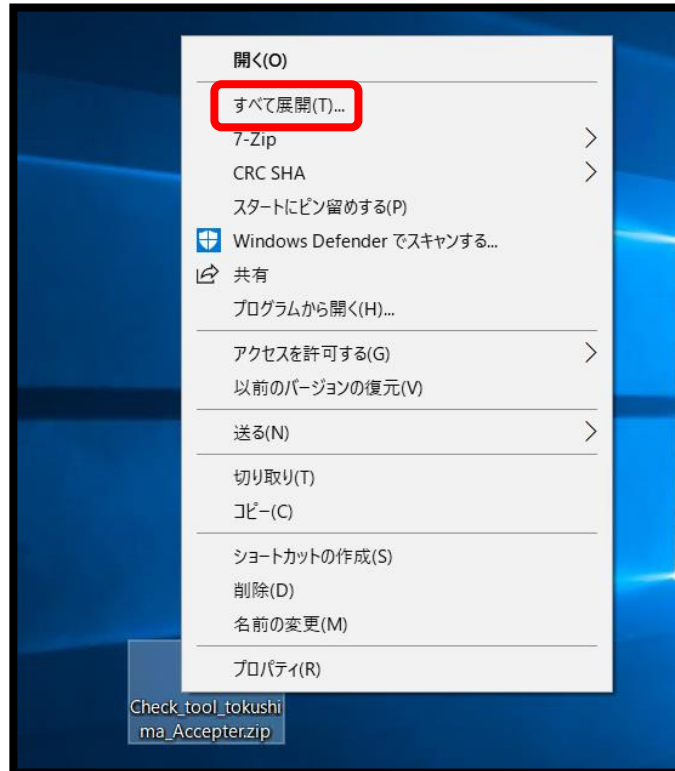 開く(O)
すべて展開(T)...
7-Zip
CRC SHA
スタートにピン留めする(P)
Windows Defender でスキャンする...
共有
プログラムから開く(H)...
アクセスを許可する(G)
以前のバージョンの復元(V)
送る(N)
切り取り(T)
コピー(C)
ショートカットの作成(S)
削除(D)
名前の変更(M)
プロパティ(R)
Check_tool_tokushi
ma_Accepter.zip